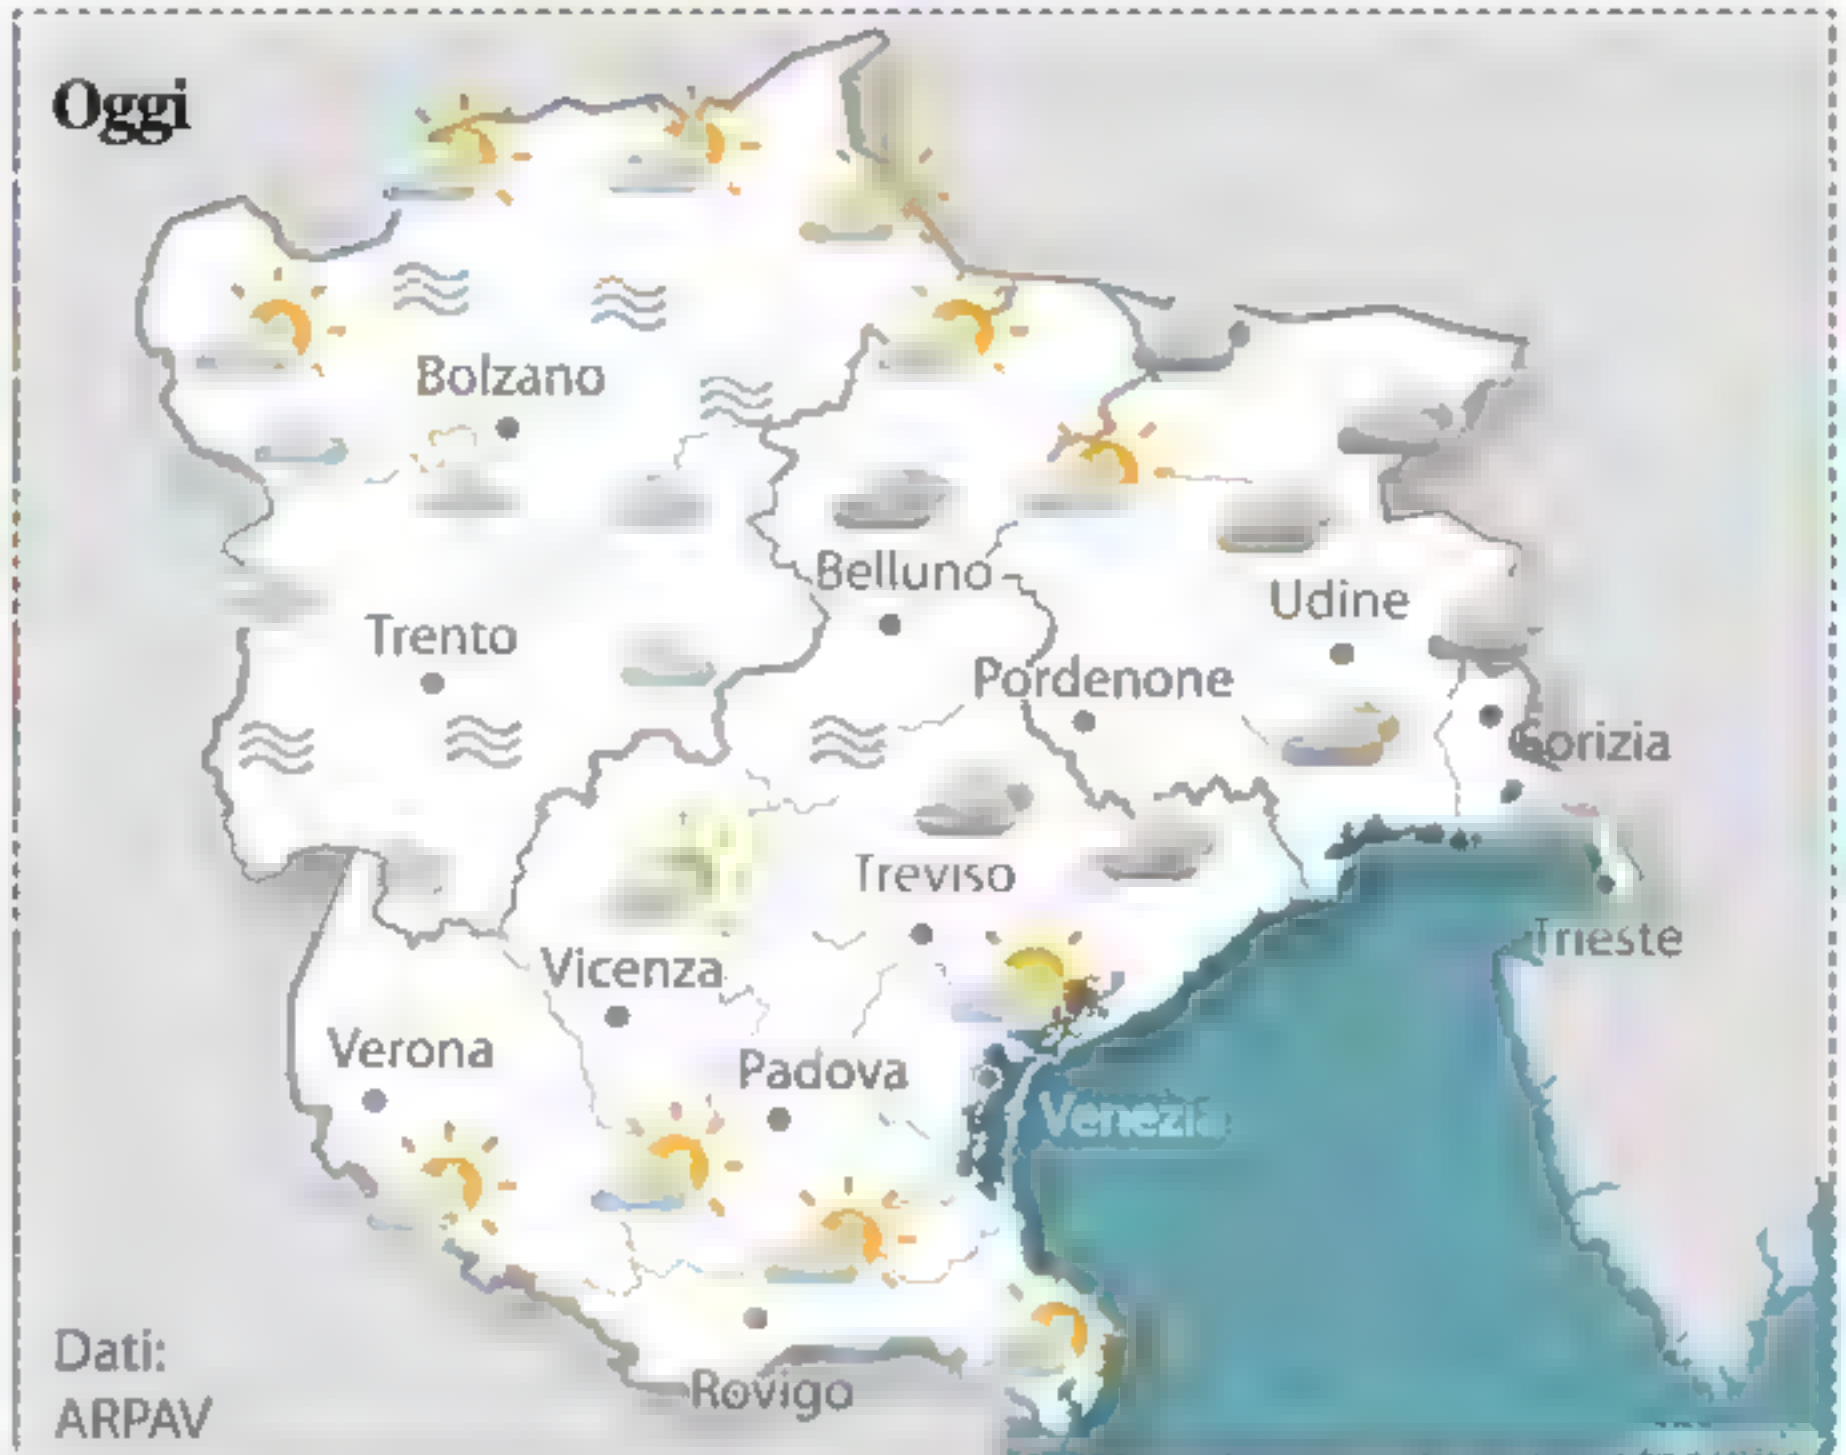 Oggi
Bolzano
Belluno
Udine
Trento
Pordenone
Gorizia
Treviso
Trieste
Vicenza
Verona
Padova
Venezia
Dati:
ARPAV
Rovigo